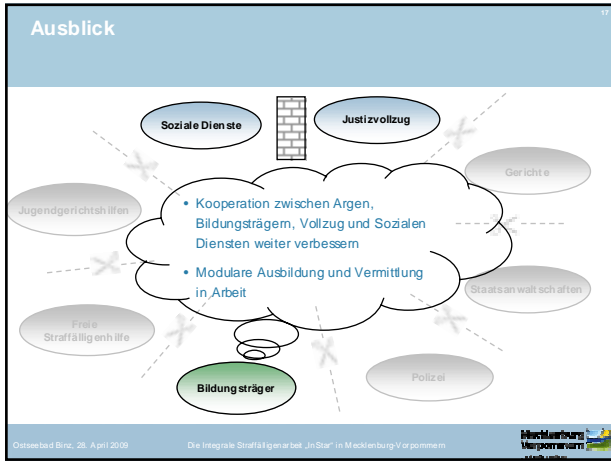 Ausblick
17
Soziale Dienste
Justizvollzug
Gerichte
Jugendgerichtshilfen
• Kooperation zwischen Argen,
Bildungsträgern, Vollzug und Sozialen
Diensten weiter verbessern
• Modulare Ausbildung und Vermittlung
in Arbeit
Staatsanwaltschaften
Freie
Straffälligenhilfe
Bildungsträger
Polizei
Ostseebad Binz, 28. April 2009
Die Integrale Straffälligenarbeit „InStar“ in Mecklenburg-Vorpommern
Mecklenburg
Vorpommern